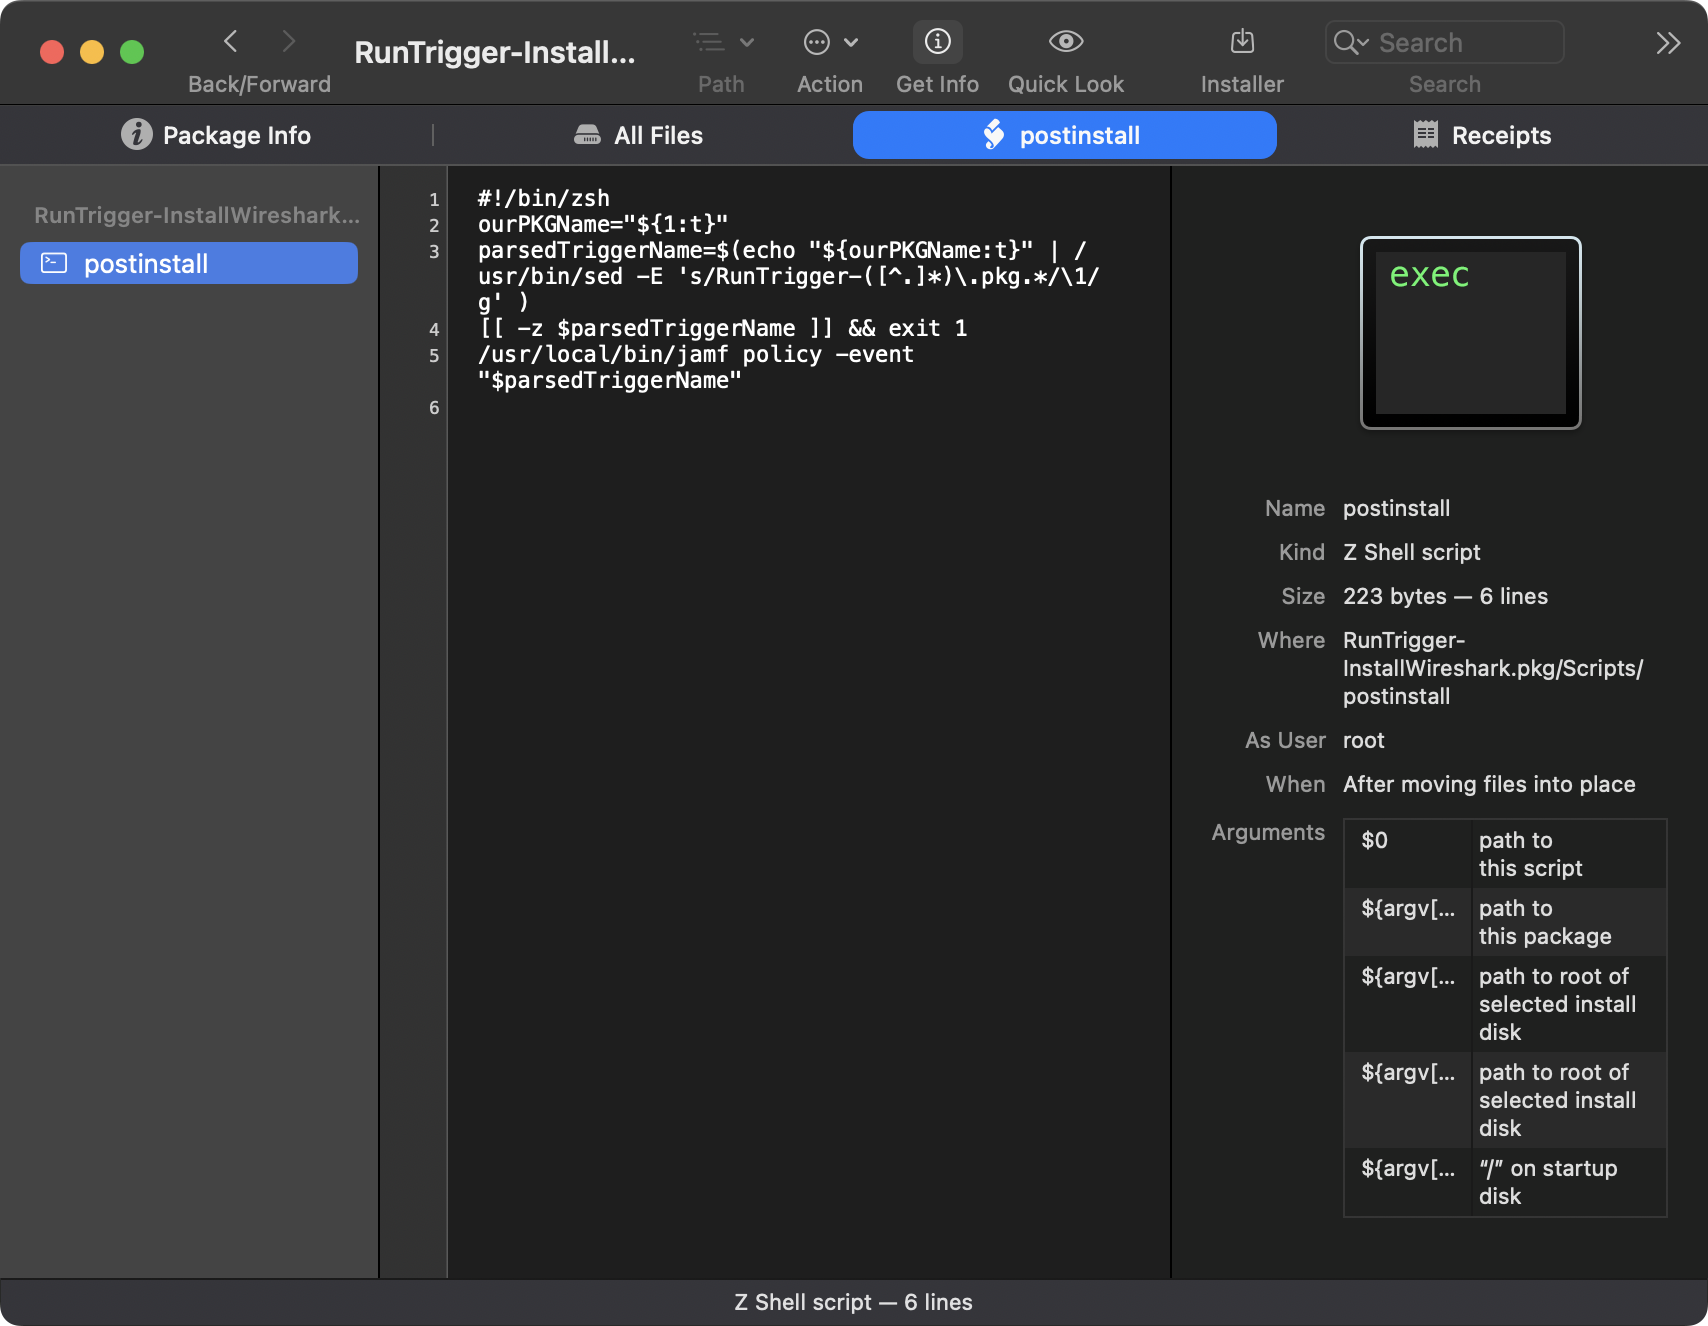 RunTrigger-Install...
Back/Forward
Path
Action
Get Info
Quick Look
Installer
Search
Search
Package Info
All Files
postinstall
Receipts
RunTrigger-InstallWireshark...
postinstall
1 #!/bin/zsh
2 ourPKGName="${1:t}"
3 parsedTriggerName=$(echo "${ourPKGName:t}" | /
usr/bin/sed -E 's/RunTrigger-([^.]*)\.pkg.*/\1/
g' )
4 [[ -z $parsedTriggerName ]] && exit 1
5 /usr/local/bin/jamf policy -event
"$parsedTriggerName"
6
exec
Name postinstall
Kind Z Shell script
Size 223 bytes — 6 lines
Where RunTrigger-
InstallWireshark.pkg/Scripts/
postinstall
As User root
When After moving files into place
Arguments
$0 path to
this script
${argv[... path to
this package
${argv[... path to root of
selected install
disk
${argv[... path to root of
selected install
disk
${argv[... “/” on startup
disk
Z Shell script — 6 lines